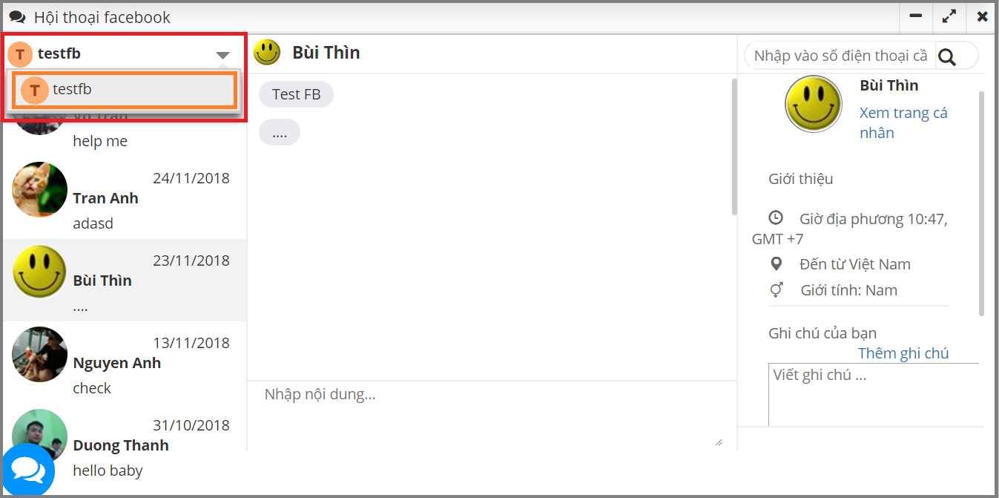 Hội thoại facebook
T testfb
T testfb
help me
24/11/2018
Tran Anh
adasd
23/11/2018
Bùi Thìn
....
13/11/2018
Nguyen Anh
check
31/10/2018
Duong Thanh
hello baby
Bùi Thìn
Test FB
....
Nhập nội dung...
Nhập vào số điện thoại cầ
Bùi Thìn
Xem trang cá
nhân
Giới thiệu
Giờ địa phương 10:47,
GMT +7
Đến từ Việt Nam
Giới tính: Nam
Ghi chú của bạn
Thêm ghi chú
Viết ghi chú ...